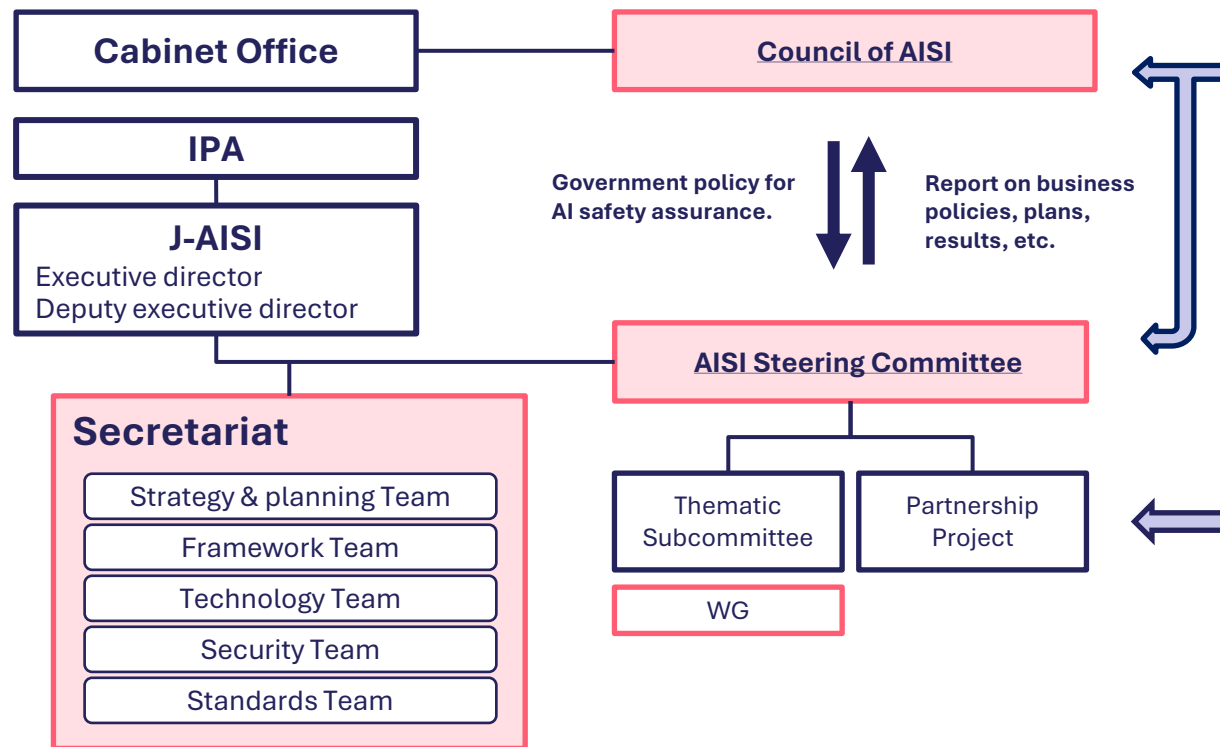 Cabinet Office
Council of AISI
IPA
J-AISI
Executive director
Deputy executive director
Government policy for
AI safety assurance.
Report on business
policies, plans,
results, etc.
AISI Steering Committee
Secretariat
Strategy & planning Team
Framework Team
Technology Team
Security Team
Standards Team
Thematic
Subcommittee
Partnership
Project
WG